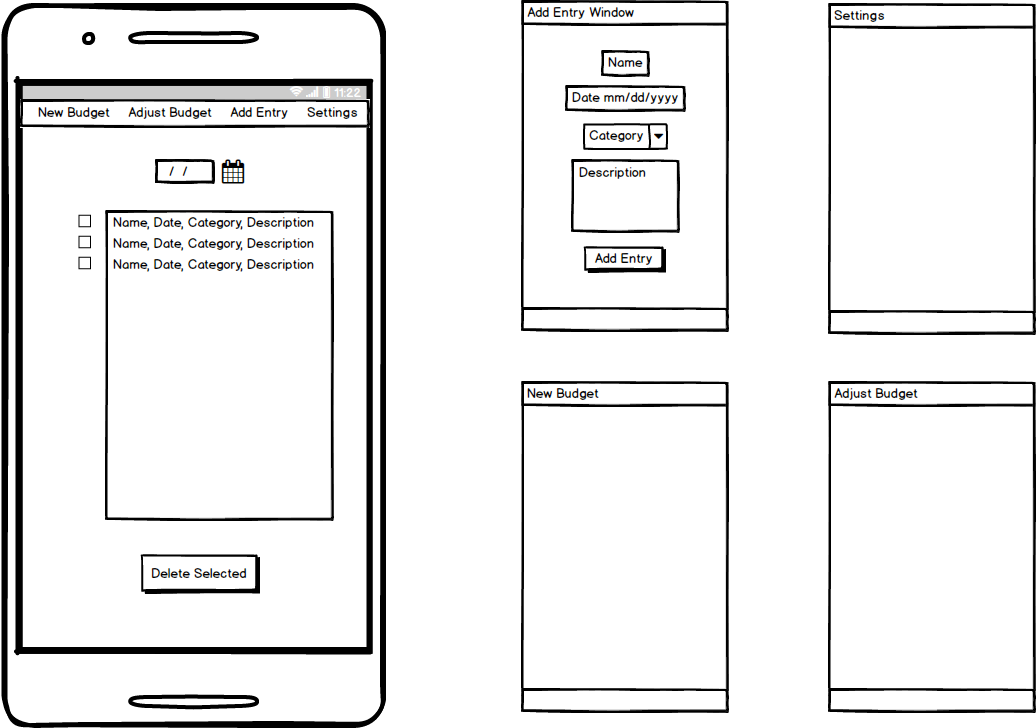 11:22
New Budget Adjust Budget Add Entry Settings
/ /
Name, Date, Category, Description
Name, Date, Category, Description
Name, Date, Category, Description
Delete Selected
Add Entry Window
Name
Date mm/dd/yyyy
Category
Description
Add Entry
Settings
New Budget
Adjust Budget